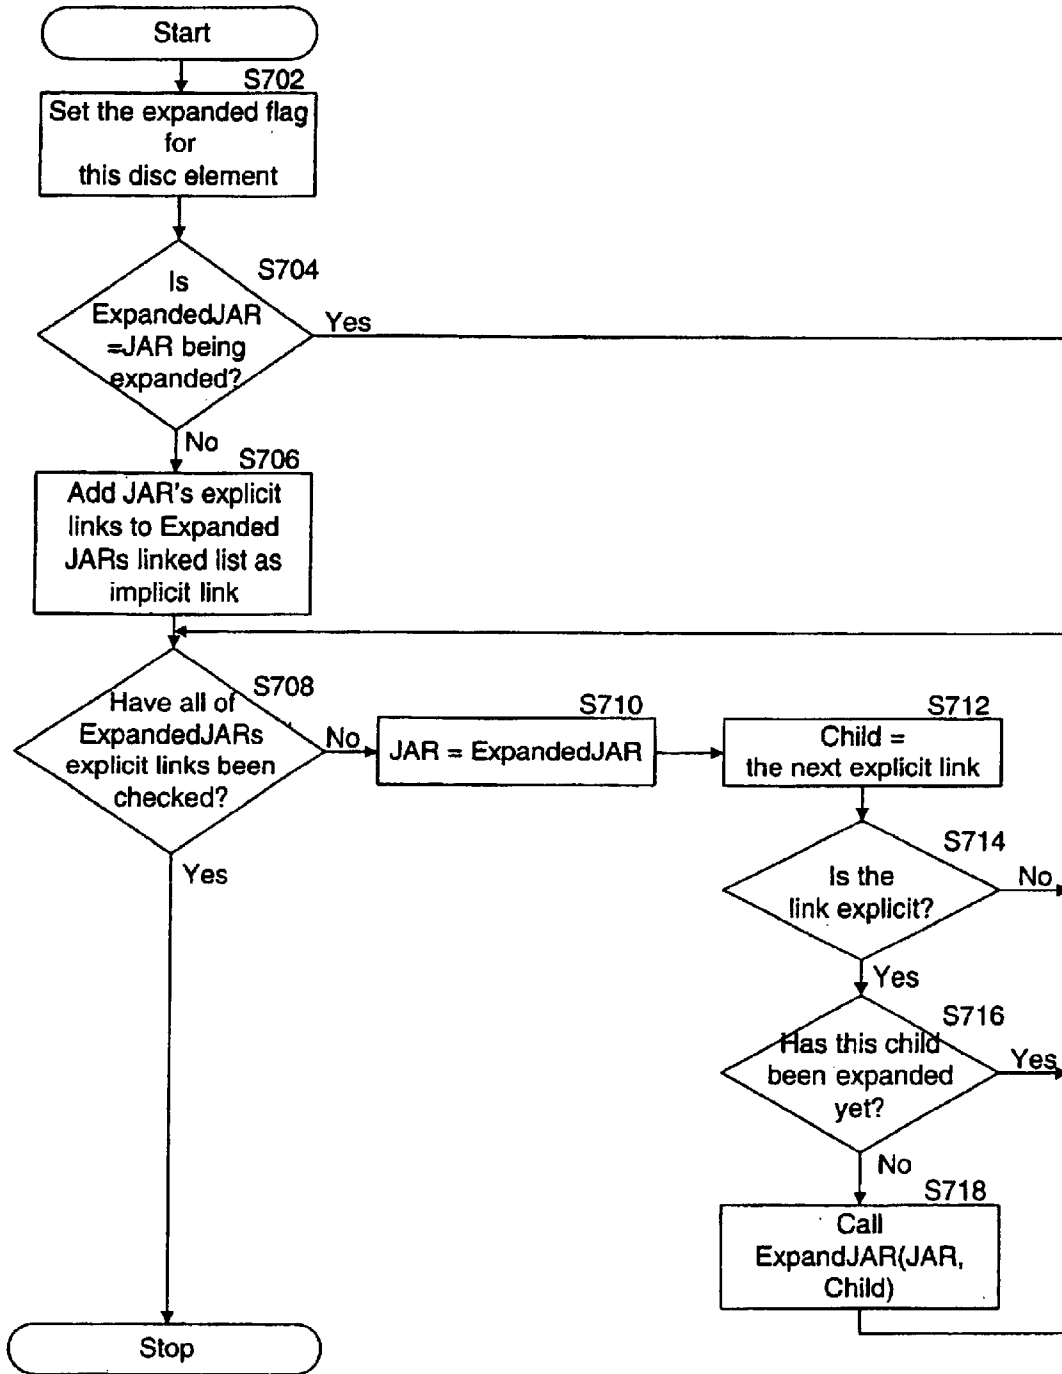 Start
S702
Set the expanded flag
for
this disc element
S704
Is
ExpandedJAR
=JAR being
expanded?
Yes
No
S706
Add JAR's explicit
links to Expanded
JARs linked list as
implicit link
S708
Have all of
ExpandedJARs
explicit links been
checked?
No
S710
JAR = ExpandedJAR
S712
Child =
the next explicit link
S714
Is the
link explicit?
No
Yes
Yes
S716
Has this child
been expanded
yet?
Yes
No
S718
Call
ExpandJAR(JAR,
Child)
Stop